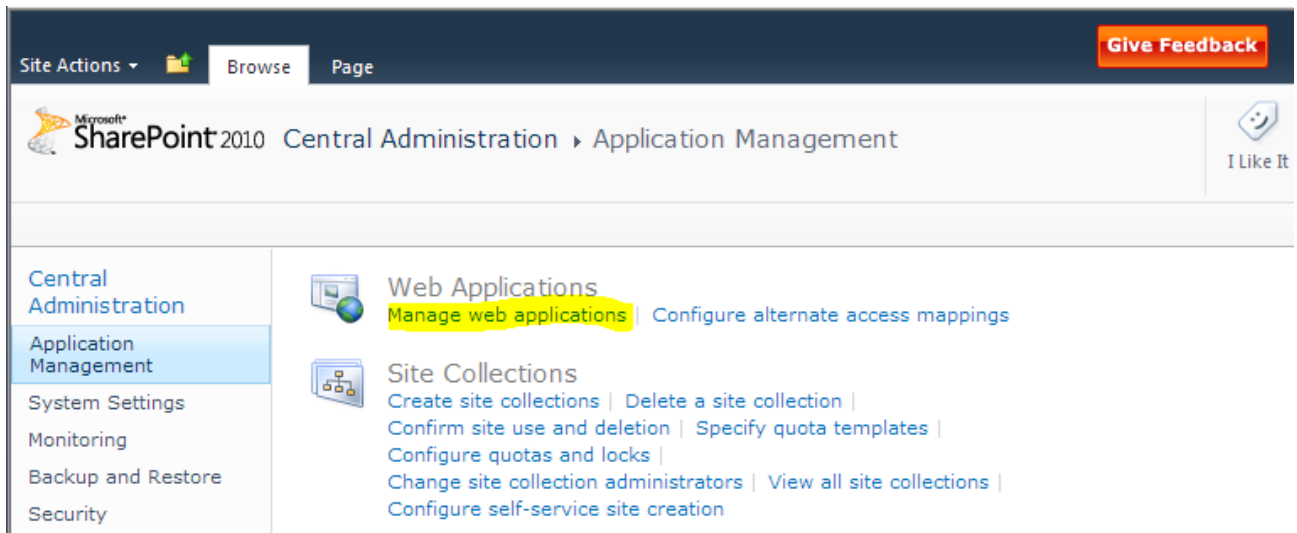 Give Feedback
Site Actions Browse Page
Microsoft
SharePoint 2010 Central Administration Application Management
I Like It
Central
Administration
Application
Management
System Settings
Monitoring
Backup and Restore
Security
Web Applications
Manage web applications | Configure alternate access mappings
Site Collections
Create site collections | Delete a site collection |
Confirm site use and deletion | Specify quota templates |
Configure quotas and locks |
Change site collection administrators | View all site collections |
Configure self-service site creation